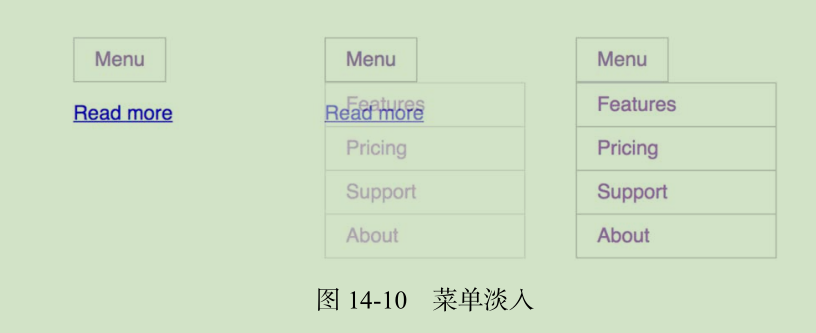 Menu Menu Menu
Features Features
Read more Read more
Pricing Pricing
Support Support
About About
图 14-10 菜单淡入